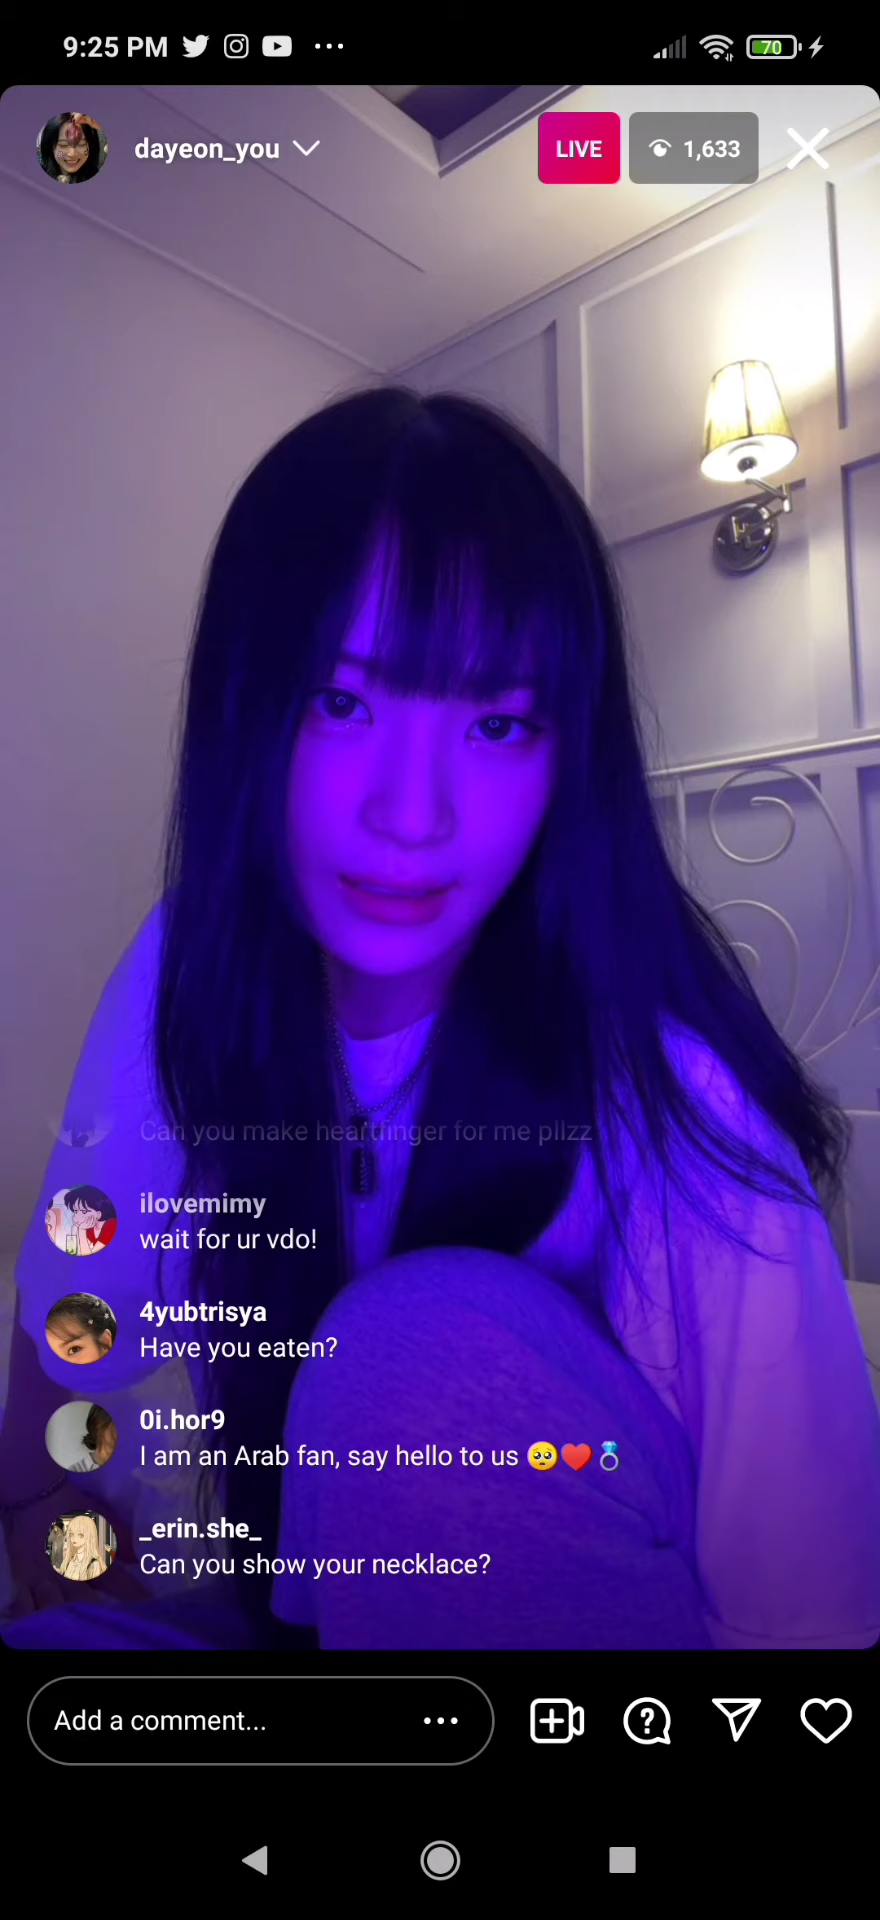 9:25 PM
70
dayeon_you
LIVE
1,633
Can you make heartfinger for me pllzz
ilovemimy
wait for ur vdo!
4yubtrisya
Have you eaten?
0i.hor9
I am an Arab fan, say hello to us 🥺♥️💍
_erin.she_
Can you show your necklace?
Add a comment...